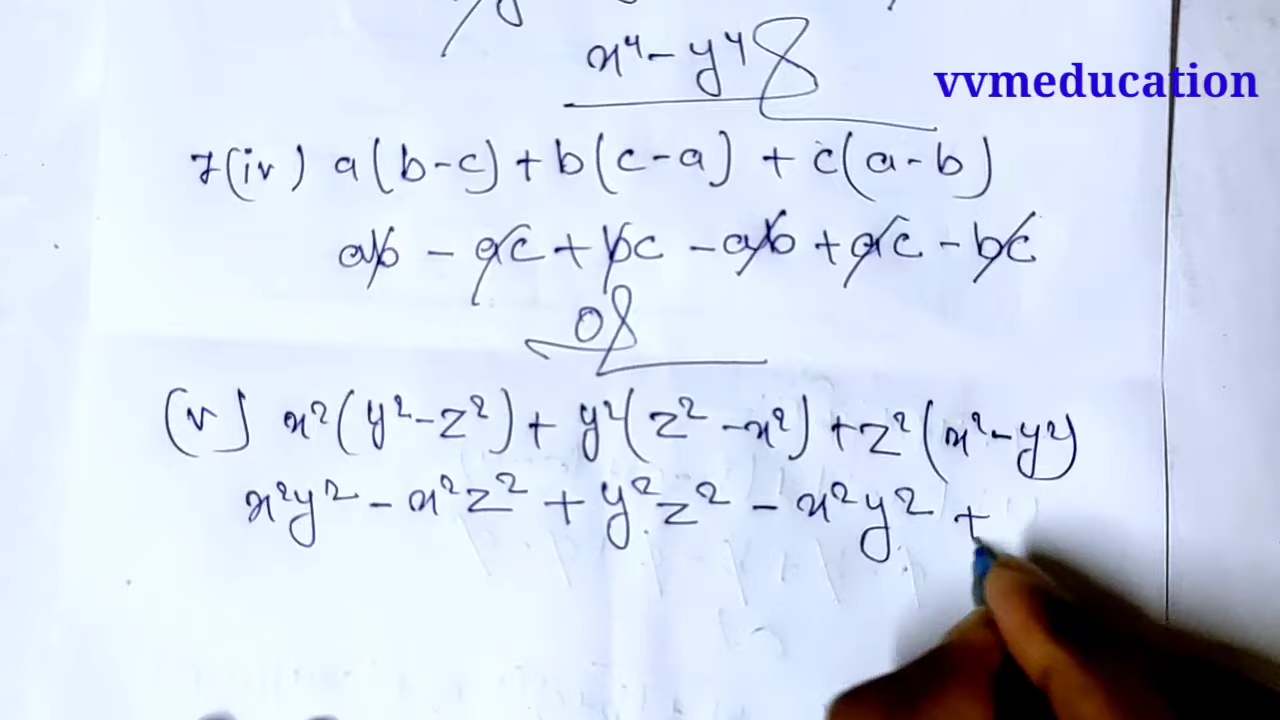 x⁴ - y⁴
vvmeducation
7(iv) a(b-c) + b(c-a) + c(a-b)
ab - ac + bc - ab + ac - bc
0
(v) x²(y²-z²) + y²(z²-x²) + z²(x²-y²)
x²y² - x²z² + y²z² - x²y² +